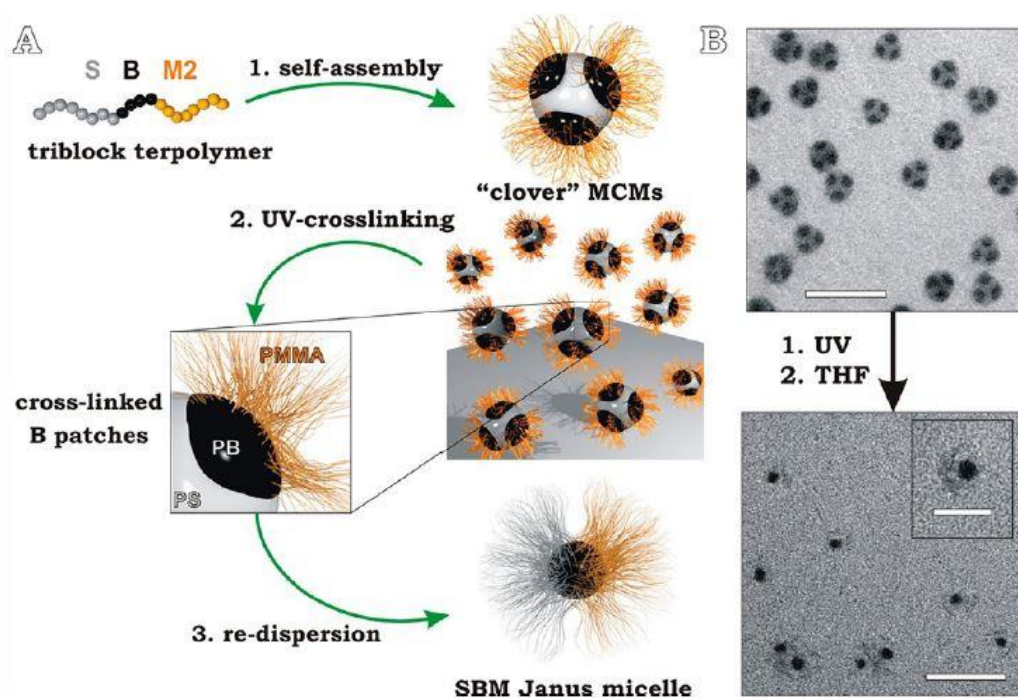 A
S B M2
1. self-assembly
triblock terpolymer
"clover" MCMs
2. UV-crosslinking
PMMA
cross-linked
B patches
PB
PS
3. re-dispersion
SBM Janus micelle
B
1. UV
2. THF